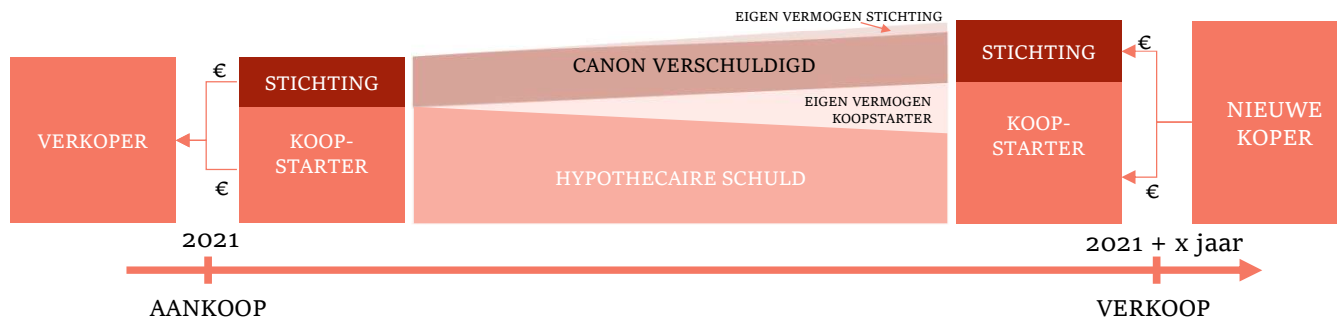 EIGEN VERMOGEN STICHTING
VERKOPER
€
€
STICHTING
KOOP-
STARTER
CANON VERSCHULDIGD
EIGEN VERMOGEN
KOOPSTARTER
HYPOTHECAIRE SCHULD
STICHTING
KOOP-
STARTER
€
€
NIEUWE
KOPER
2021
2021 + x jaar
AANKOOP
VERKOOP